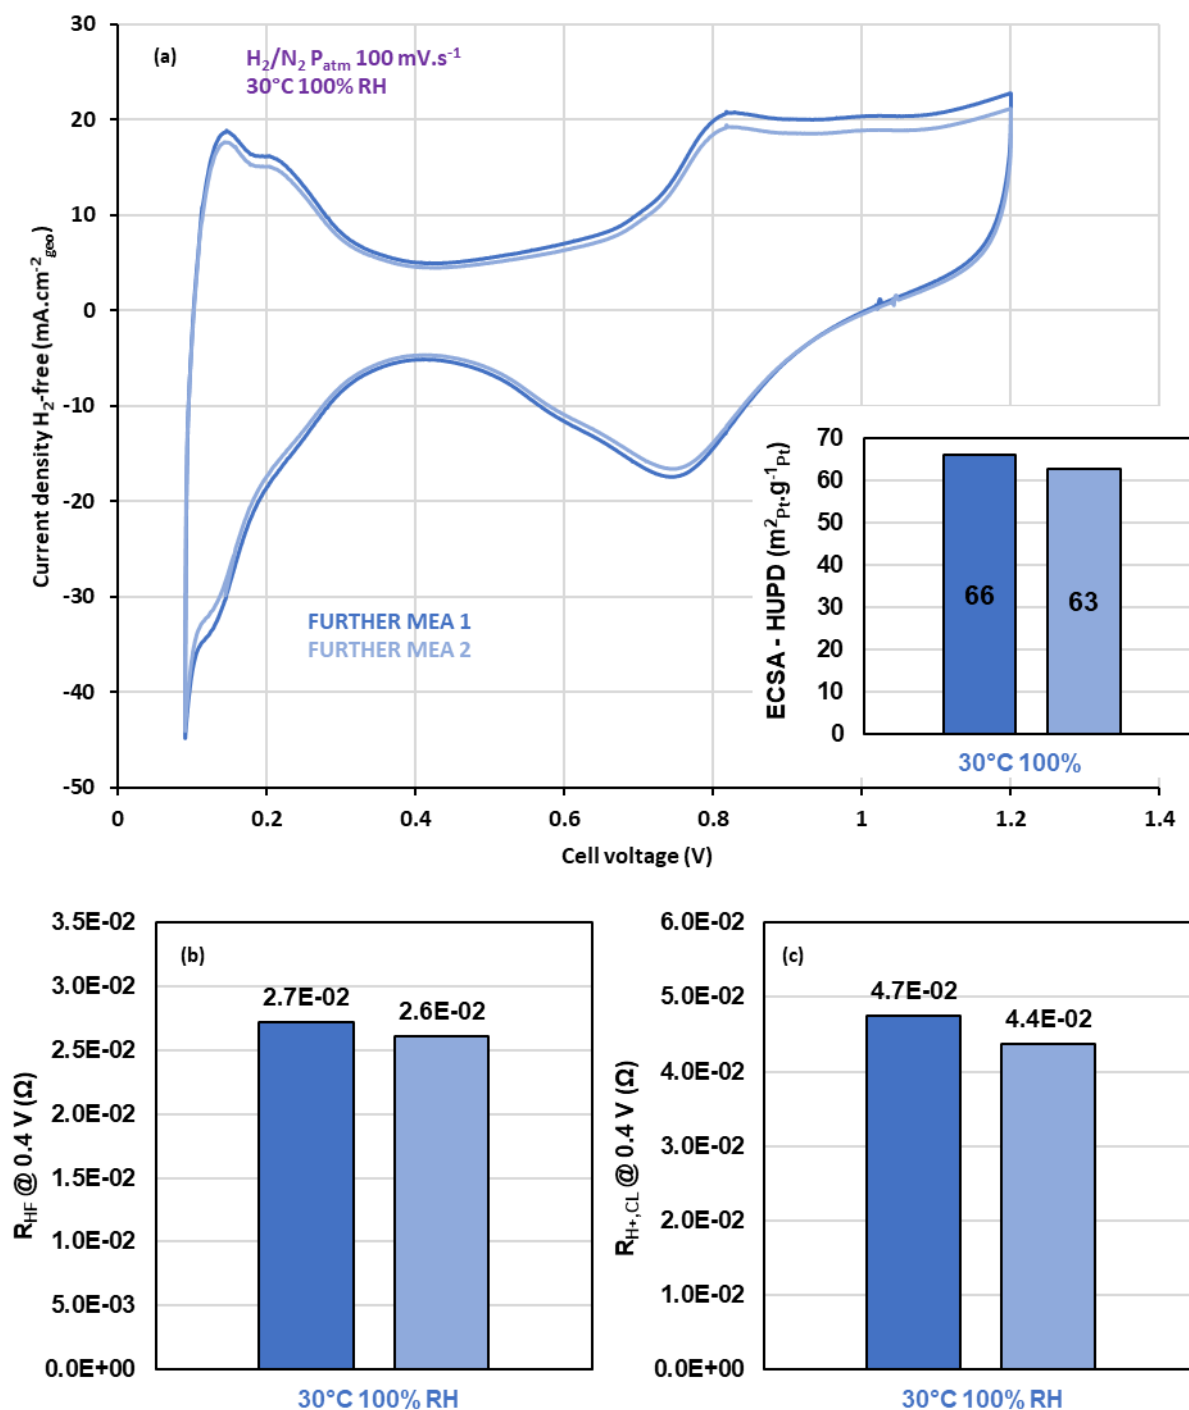 (a)
H₂/N₂ Pₐₜₘ 100 mV.s⁻¹
30°C 100% RH
Current density H₂-free (mA.cm⁻²geo)
30
20
10
0
-10
-20
-30
-40
-50
FURTHER MEA 1
FURTHER MEA 2
0
0.2
0.4
0.6
0.8
1
1.2
1.4
Cell voltage (V)
ECSA - HUPD (m²Pt.g⁻¹Pt)
70
60
50
40
30
20
10
0
66
63
30°C 100%
(b)
R_HF @ 0.4 V (Ω)
3.5E-02
3.0E-02
2.5E-02
2.0E-02
1.5E-02
1.0E-02
5.0E-03
0.0E+00
2.7E-02
2.6E-02
30°C 100% RH
(c)
R_H+,CL @ 0.4 V (Ω)
6.0E-02
5.0E-02
4.0E-02
3.0E-02
2.0E-02
1.0E-02
0.0E+00
4.7E-02
4.4E-02
30°C 100% RH